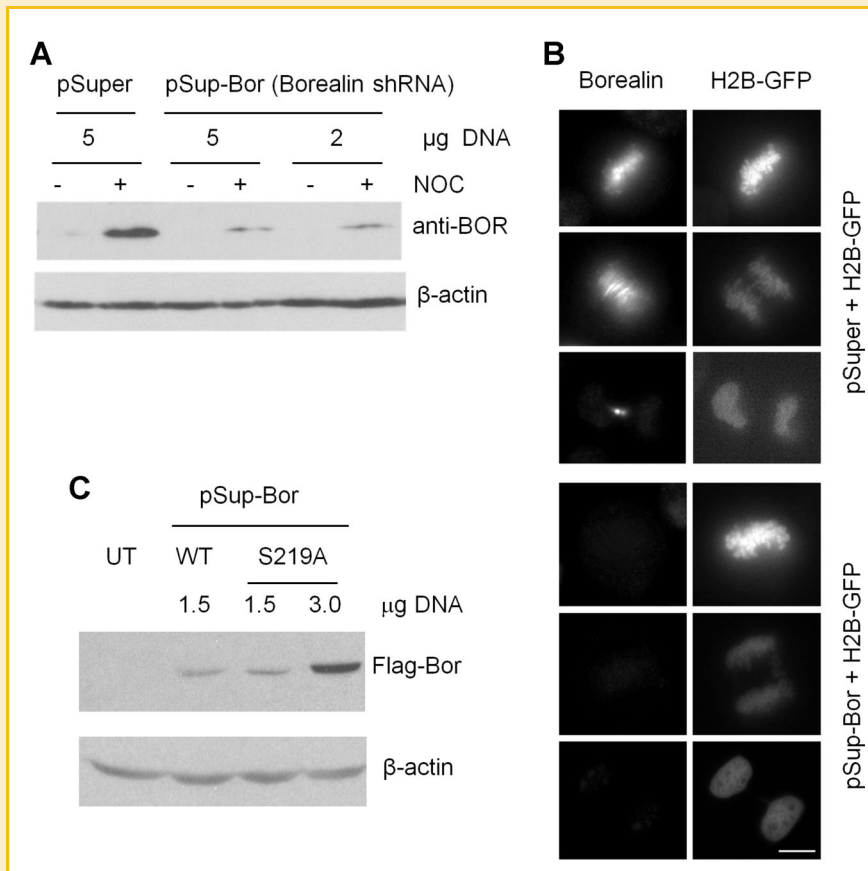 A
pSuper pSup-Bor (Borealin shRNA)
5 5 2 µg DNA
- + - + - + NOC
anti-BOR
β-actin
B
Borealin H2B-GFP
pSuper + H2B-GFP
pSup-Bor + H2B-GFP
C
pSup-Bor
UT WT S219A
1.5 1.5 3.0 µg DNA
Flag-Bor
β-actin